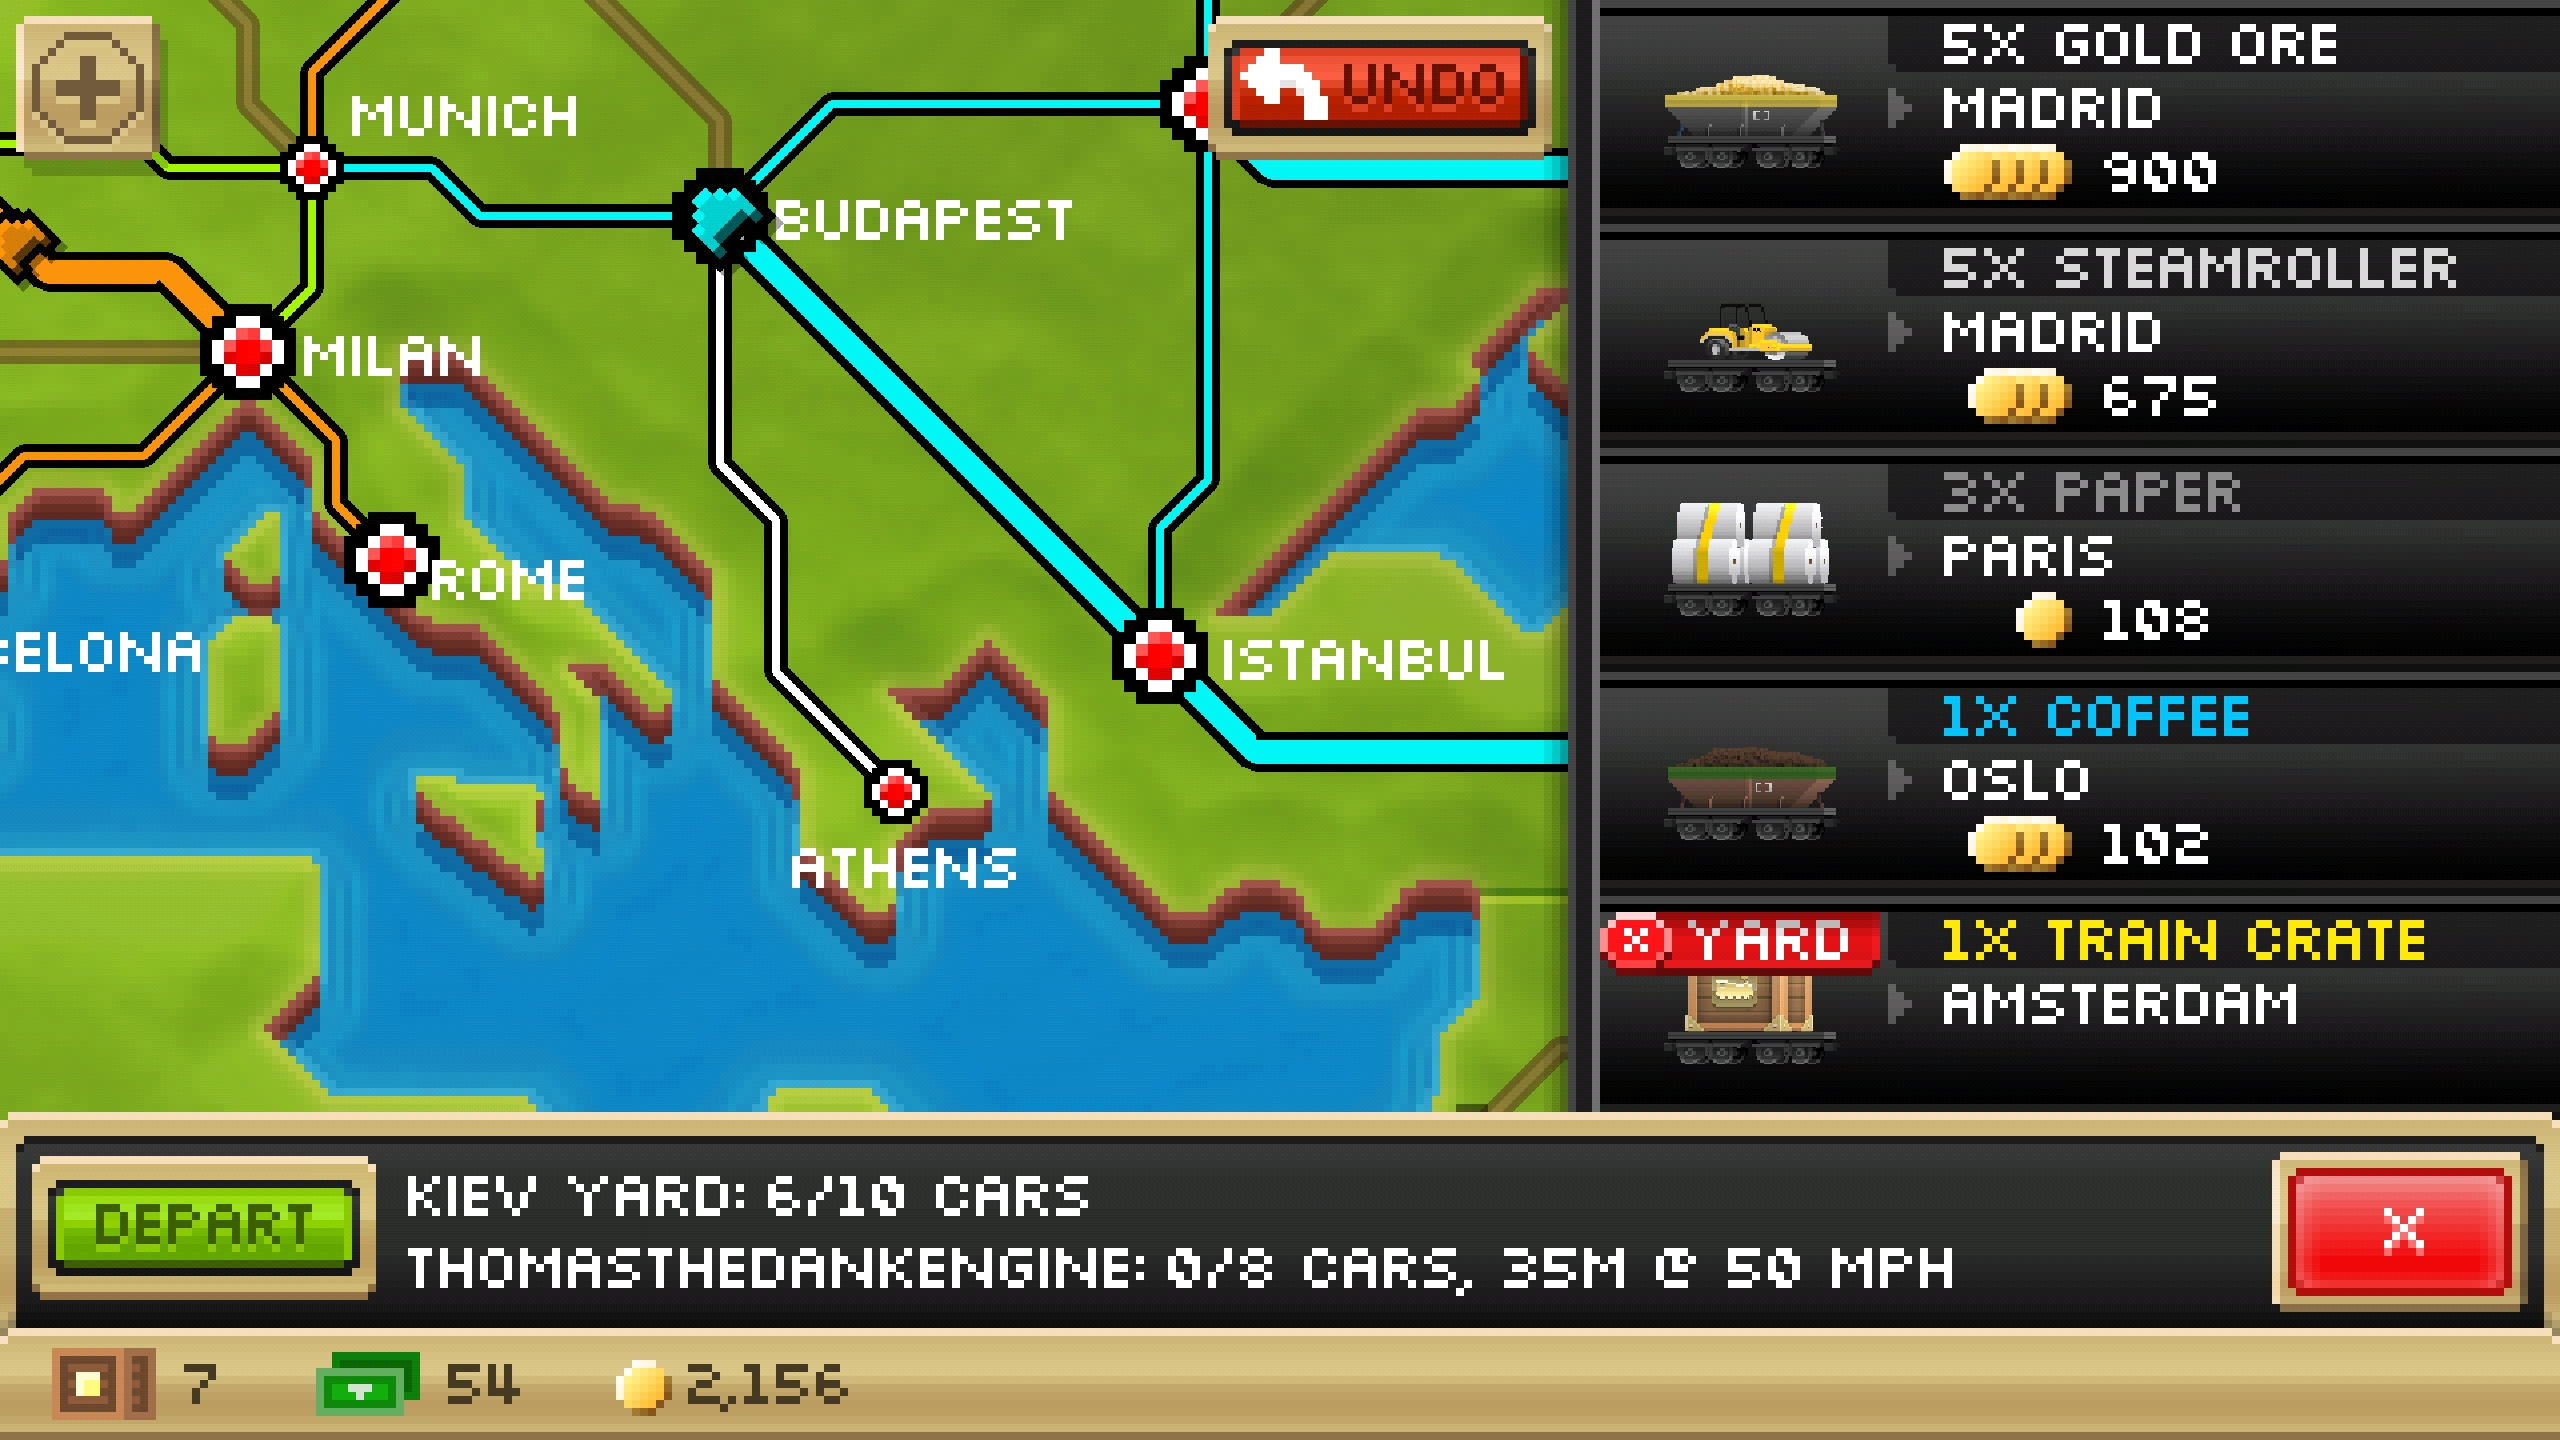 MUNICH
BUDAPEST
MILAN
ROME
ELONA
ISTANBUL
ATHENS
UNDO
5X GOLD ORE
MADRID
900
5X STEAMROLLER
MADRID
675
3X PAPER
PARIS
108
1X COFFEE
OSLO
102
X YARD
1X TRAIN CRATE
AMSTERDAM
DEPART
KIEV YARD: 6/10 CARS
THOMASTHEDANKENGINE: 0/8 CARS, 35M @ 50 MPH
X
7
54
2,156